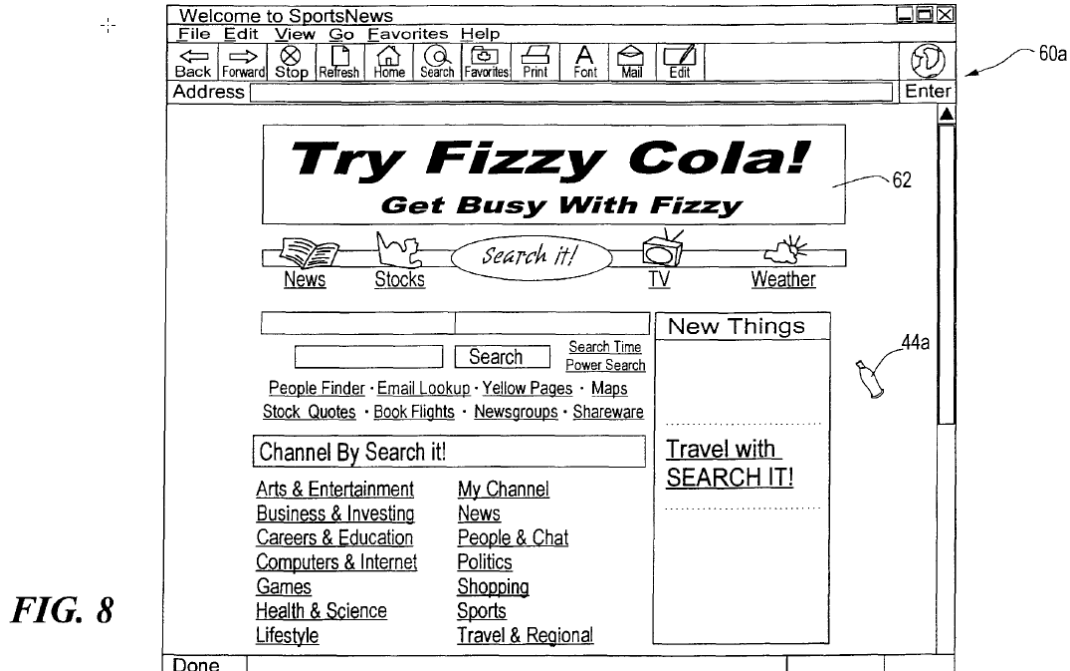 Welcome to SportsNews
File Edit View Go Favorites Help
Back Forward Stop Refresh Home Search Favorites Print Font Mail Edit
60a
Address Enter
Try Fizzy Cola!
Get Busy With Fizzy
62
Search it!
News Stocks TV Weather
New Things
Search Search Time
Power Search
44a
People Finder · Email Lookup · Yellow Pages · Maps
Stock Quotes · Book Flights · Newsgroups · Shareware
Channel By Search it!
Travel with
SEARCH IT!
Arts & Entertainment My Channel
Business & Investing News
Careers & Education People & Chat
Computers & Internet Politics
Games Shopping
Health & Science Sports
Lifestyle Travel & Regional
FIG. 8
Done